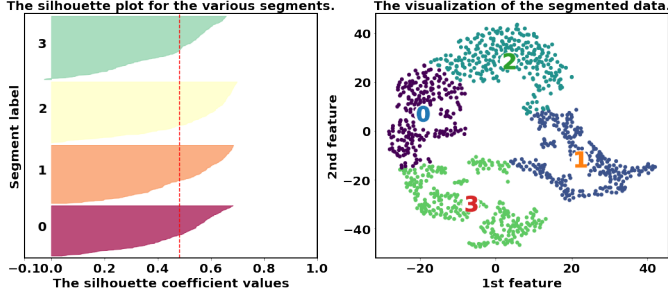 The silhouette plot for the various segments.
Segment label
3
2
1
0
−0.10.0 0.2 0.4 0.6 0.8 1.0
The silhouette coefficient values
The visualization of the segmented data.
2nd feature
40
20
0
−20
−40
2
0
1
3
−20 0 20 40
1st feature